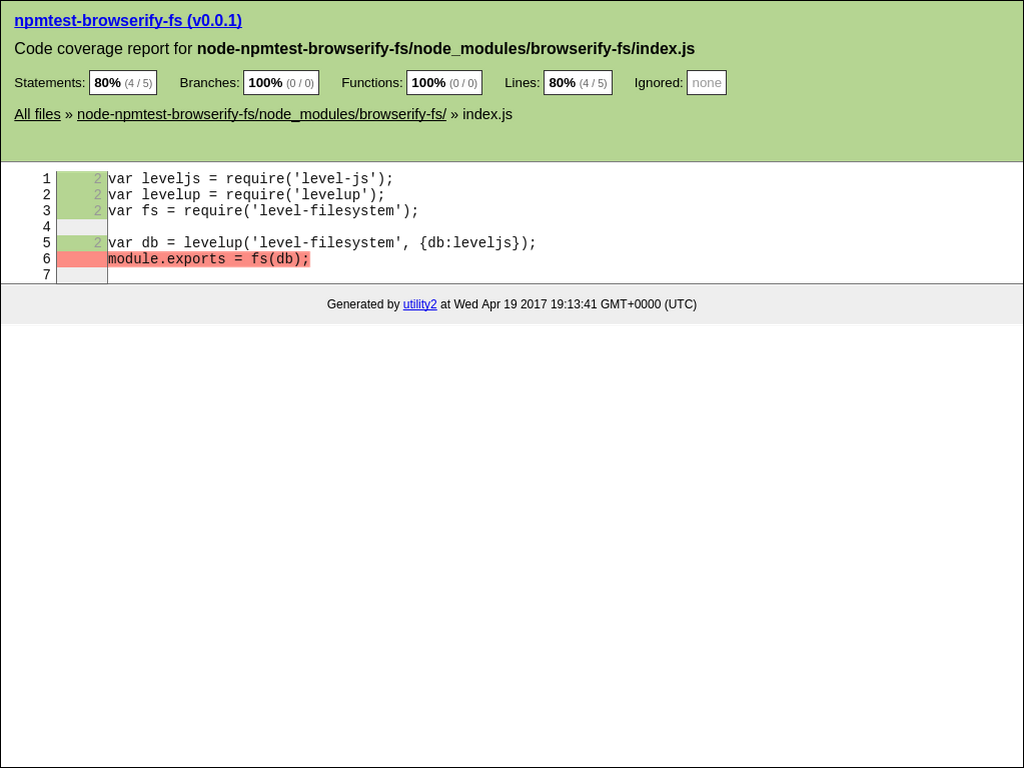 npmtest-browserify-fs (v0.0.1)
Code coverage report for node-npmtest-browserify-fs/node_modules/browserify-fs/index.js
Statements: 80% (4 / 5) Branches: 100% (0 / 0) Functions: 100% (0 / 0) Lines: 80% (4 / 5) Ignored: none
All files » node-npmtest-browserify-fs/node_modules/browserify-fs/ » index.js
1 2 var leveljs = require('level-js');
2 2 var levelup = require('levelup');
3 2 var fs = require('level-filesystem');
4
5 2 var db = levelup('level-filesystem', {db:leveljs});
6 module.exports = fs(db);
7
Generated by utility2 at Wed Apr 19 2017 19:13:41 GMT+0000 (UTC)